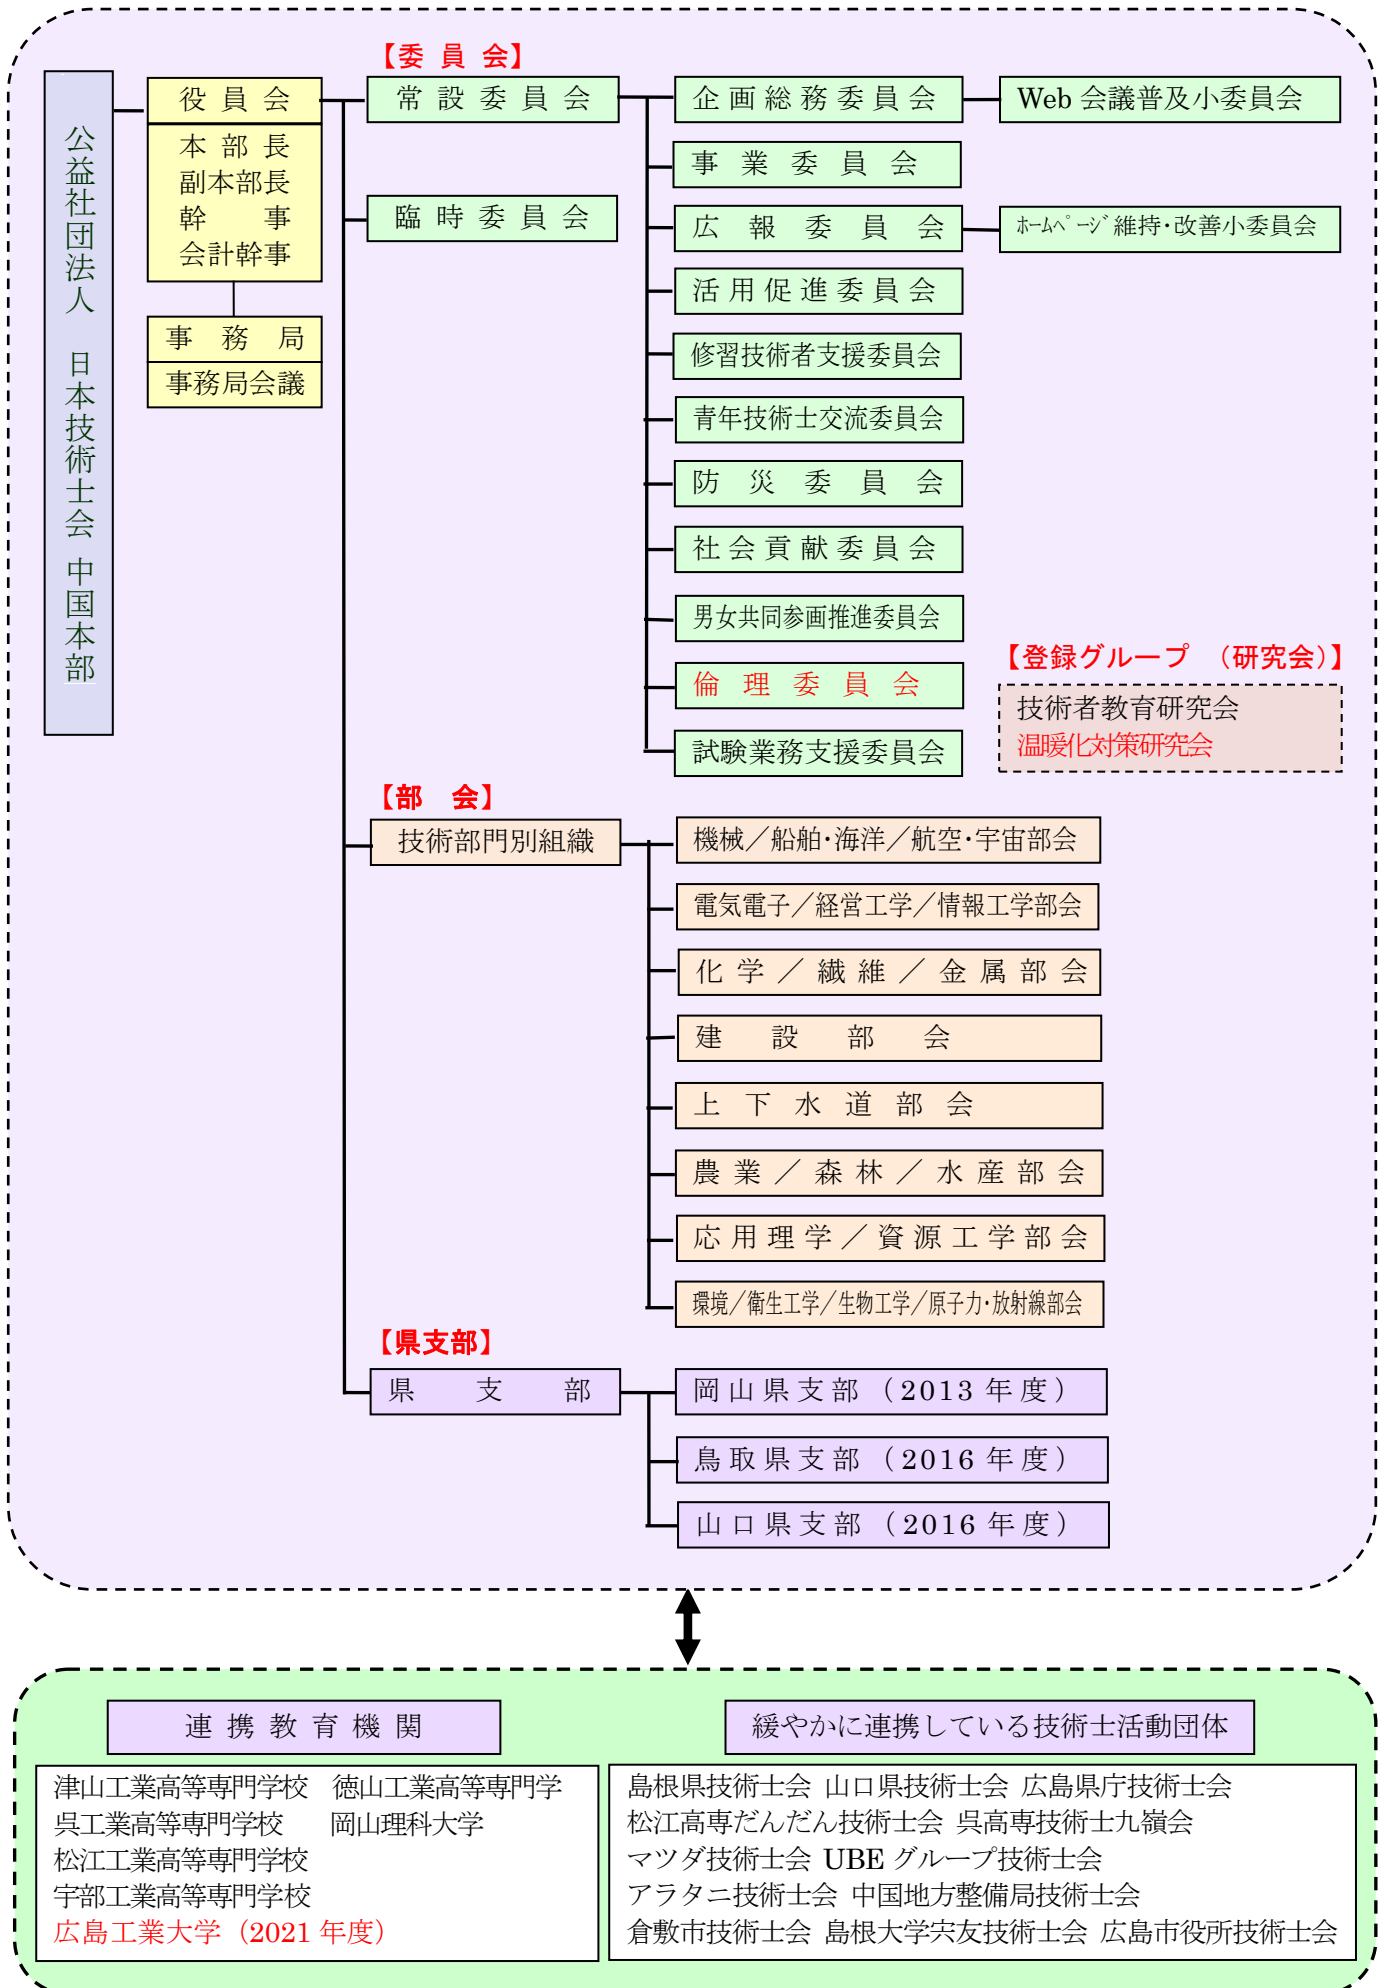 公益社団法人 日本技術士会 中国本部
役員会
本部長
副本部長
幹 事
会計幹事
事 務 局
事務局会議
【委 員 会】
常設委員会
臨時委員会
企画総務委員会
Web 会議普及小委員会
事業委員会
広報委員会
ホームページ維持・改善小委員会
活用促進委員会
修習技術者支援委員会
青年技術士交流委員会
防災委員会
社会貢献委員会
男女共同参画推進委員会
倫理委員会
試験業務支援委員会
【登録グループ （研究会）】
技術者教育研究会
温暖化対策研究会
【部 会】
技術部門別組織
機械／船舶・海洋／航空・宇宙部会
電気電子／経営工学／情報工学部会
化学／繊維／金属部会
建設部会
上下水道部会
農業／森林／水産部会
応用理学／資源工学部会
環境／衛生工学／生物工学／原子力・放射線部会
【県支部】
県 支 部
岡山県支部（2013 年度）
鳥取県支部（2016 年度）
山口県支部（2016 年度）
連携教育機関
津山工業高等専門学校 徳山工業高等専門学
呉工業高等専門学校 岡山理科大学
松江工業高等専門学校
宇部工業高等専門学校
広島工業大学（2021 年度）
緩やかに連携している技術士活動団体
島根県技術士会 山口県技術士会 広島県庁技術士会
松江高専だんだん技術士会 呉高専技術士九嶺会
マツダ技術士会 UBE グループ技術士会
アラタニ技術士会 中国地方整備局技術士会
倉敷市技術士会 島根大学宍友技術士会 広島市役所技術士会